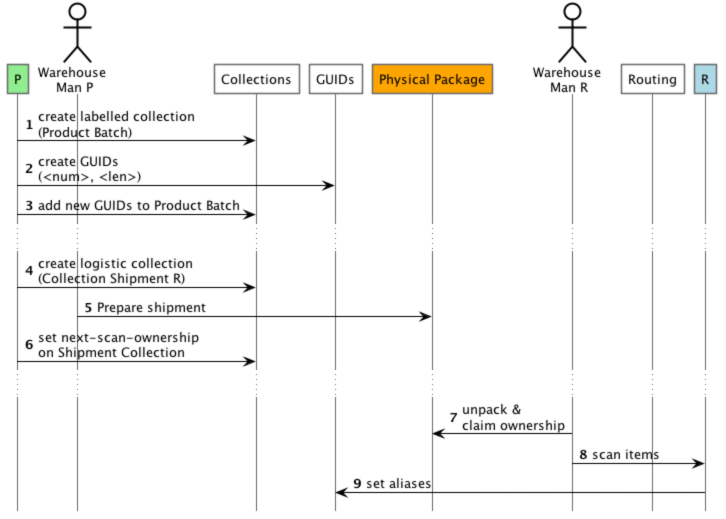 P
Warehouse
Man P
Collections
GUIDs
Physical Package
Warehouse
Man R
Routing
R
1 create labelled collection
(Product Batch)
2 create GUIDs
(<num>, <len>)
3 add new GUIDs to Product Batch
4 create logistic collection
(Collection Shipment R)
5 Prepare shipment
6 set next-scan-ownership
on Shipment Collection
7 unpack &
claim ownership
8 scan items
9 set aliases